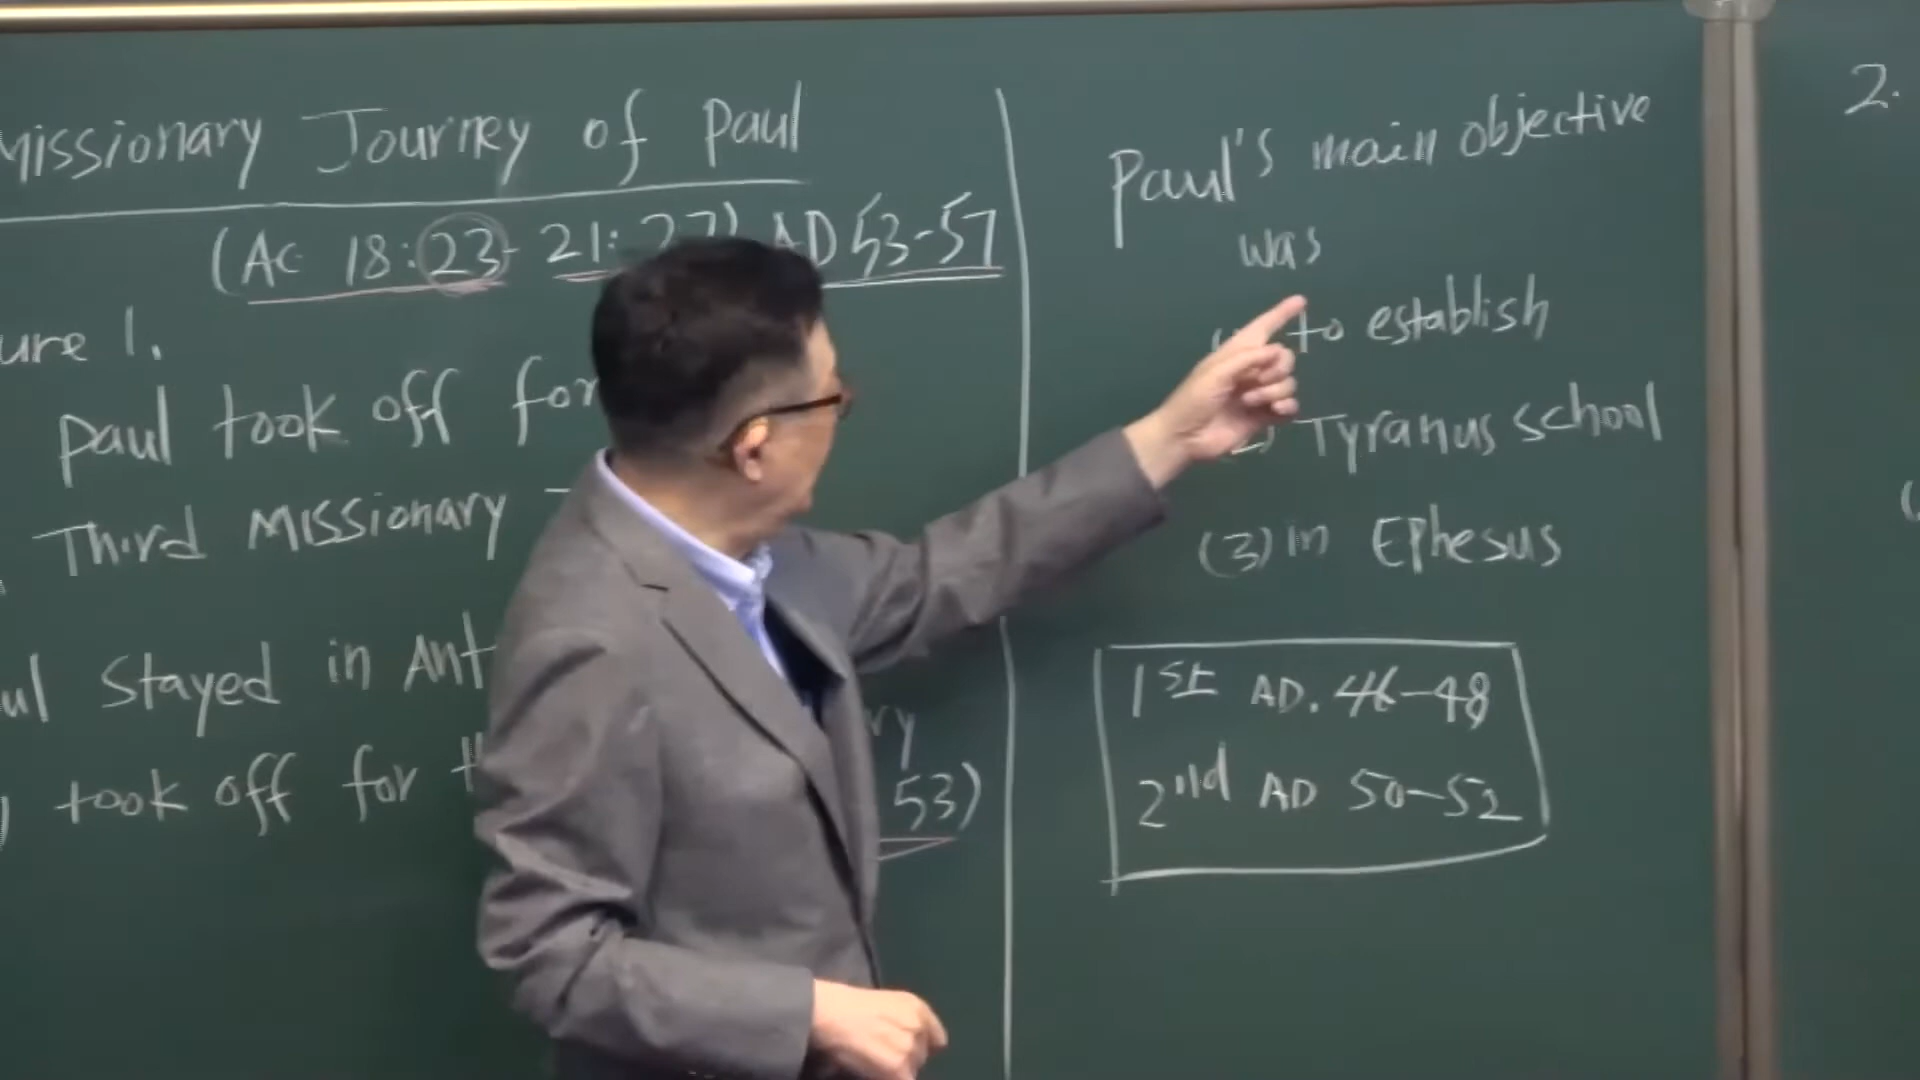 Missionary Journey of Paul
(Ac 18:23- 21:27) AD 53-57
ure 1.
Paul took off for
Third Missionary
ul Stayed in Ant
took off for
ry
53)
Paul's main objective
was
to establish
Tyranus school
(3) in Ephesus
1st AD. 46-48
2nd AD 50-52
2.